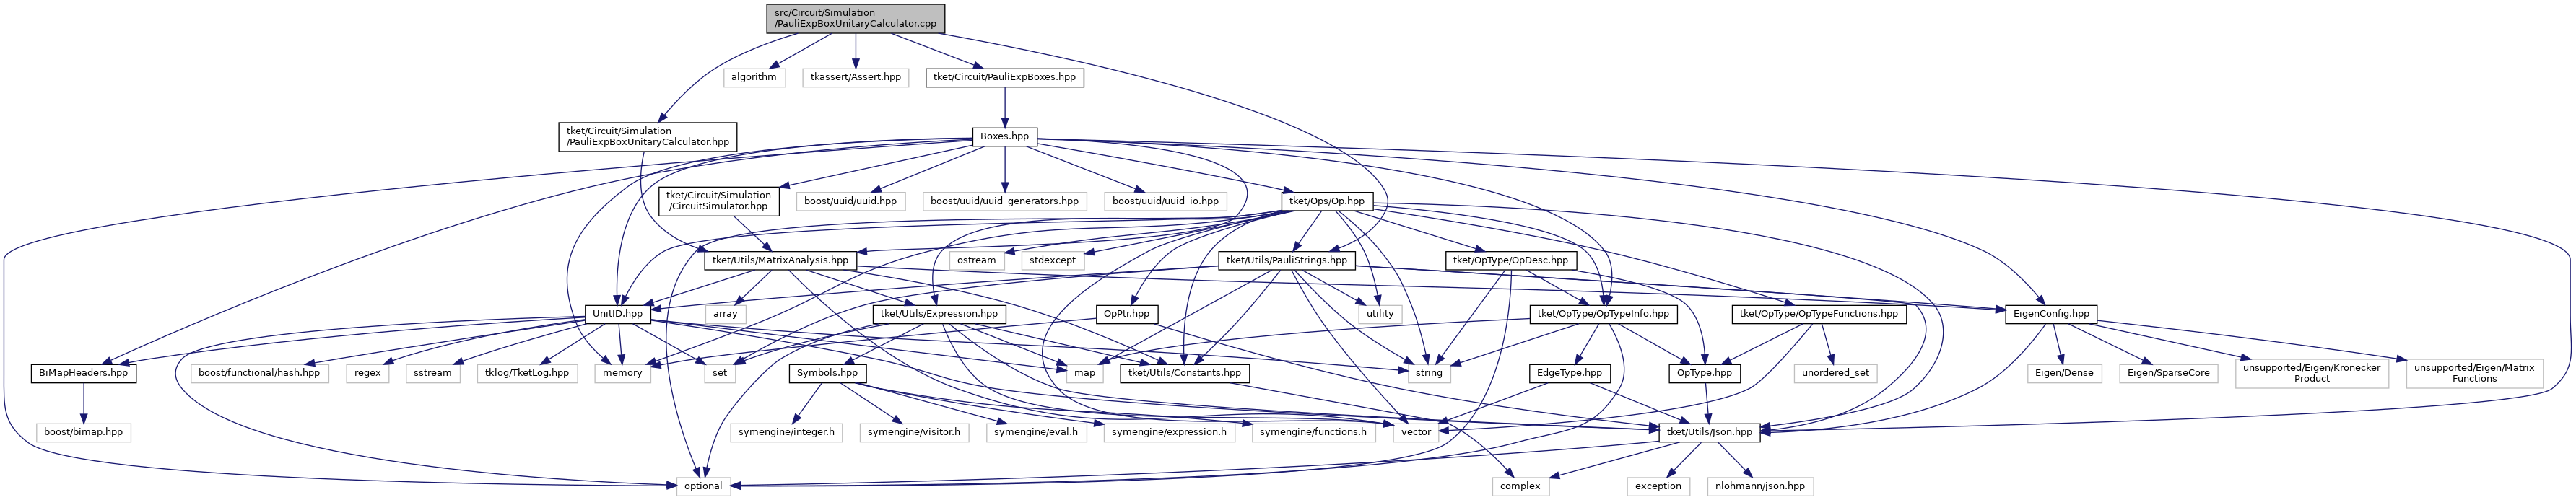 src/Circuit/Simulation
/PauliExpBoxUnitaryCalculator.cpp
algorithm
tkassert/Assert.hpp
tket/Circuit/PauliExpBoxes.hpp
tket/Circuit/Simulation
/PauliExpBoxUnitaryCalculator.hpp
Boxes.hpp
tket/Circuit/Simulation
/CircuitSimulator.hpp
boost/uuid/uuid.hpp
boost/uuid/uuid_generators.hpp
boost/uuid/uuid_io.hpp
tket/Ops/Op.hpp
tket/Utils/MatrixAnalysis.hpp
ostream
stdexcept
tket/Utils/PauliStrings.hpp
tket/OpType/OpDesc.hpp
UnitID.hpp
array
tket/Utils/Expression.hpp
OpPtr.hpp
utility
tket/OpType/OpTypeInfo.hpp
tket/OpType/OpTypeFunctions.hpp
EigenConfig.hpp
BiMapHeaders.hpp
boost/functional/hash.hpp
regex
sstream
tklog/TketLog.hpp
memory
set
Symbols.hpp
map
tket/Utils/Constants.hpp
string
EdgeType.hpp
OpType.hpp
unordered_set
Eigen/Dense
Eigen/SparseCore
unsupported/Eigen/Kronecker
Product
unsupported/Eigen/Matrix
Functions
boost/bimap.hpp
symengine/integer.h
symengine/visitor.h
symengine/eval.h
symengine/expression.h
symengine/functions.h
vector
tket/Utils/Json.hpp
optional
complex
exception
nlohmann/json.hpp